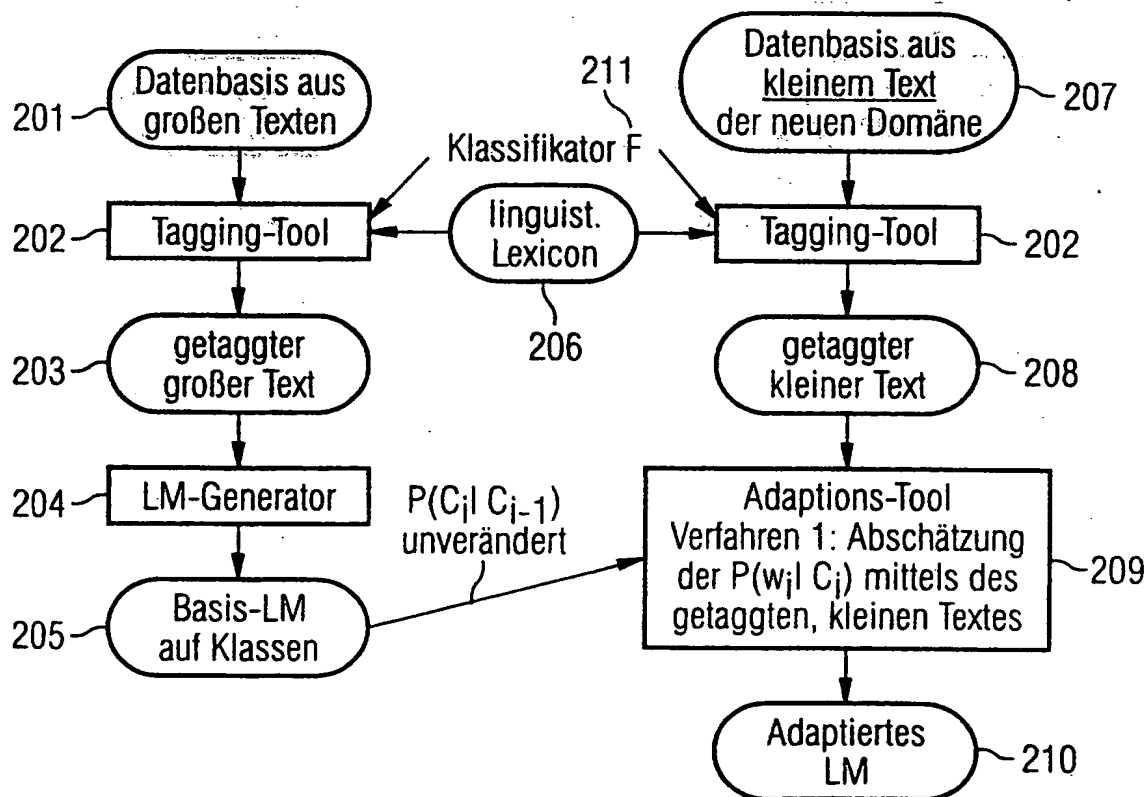 Datenbasis aus
großen Texten
201
Datenbasis aus
kleinem Text
der neuen Domäne
207
211
Klassifikator F
Tagging-Tool
202
linguist.
Lexicon
206
Tagging-Tool
202
getaggter
großer Text
203
getaggter
kleiner Text
208
LM-Generator
204
P(Ci| Ci-1)
unverändert
Adaptions-Tool
Verfahren 1: Abschätzung
der P(wi| Ci) mittels des
getaggten, kleinen Textes
209
Basis-LM
auf Klassen
205
Adaptiertes
LM
210